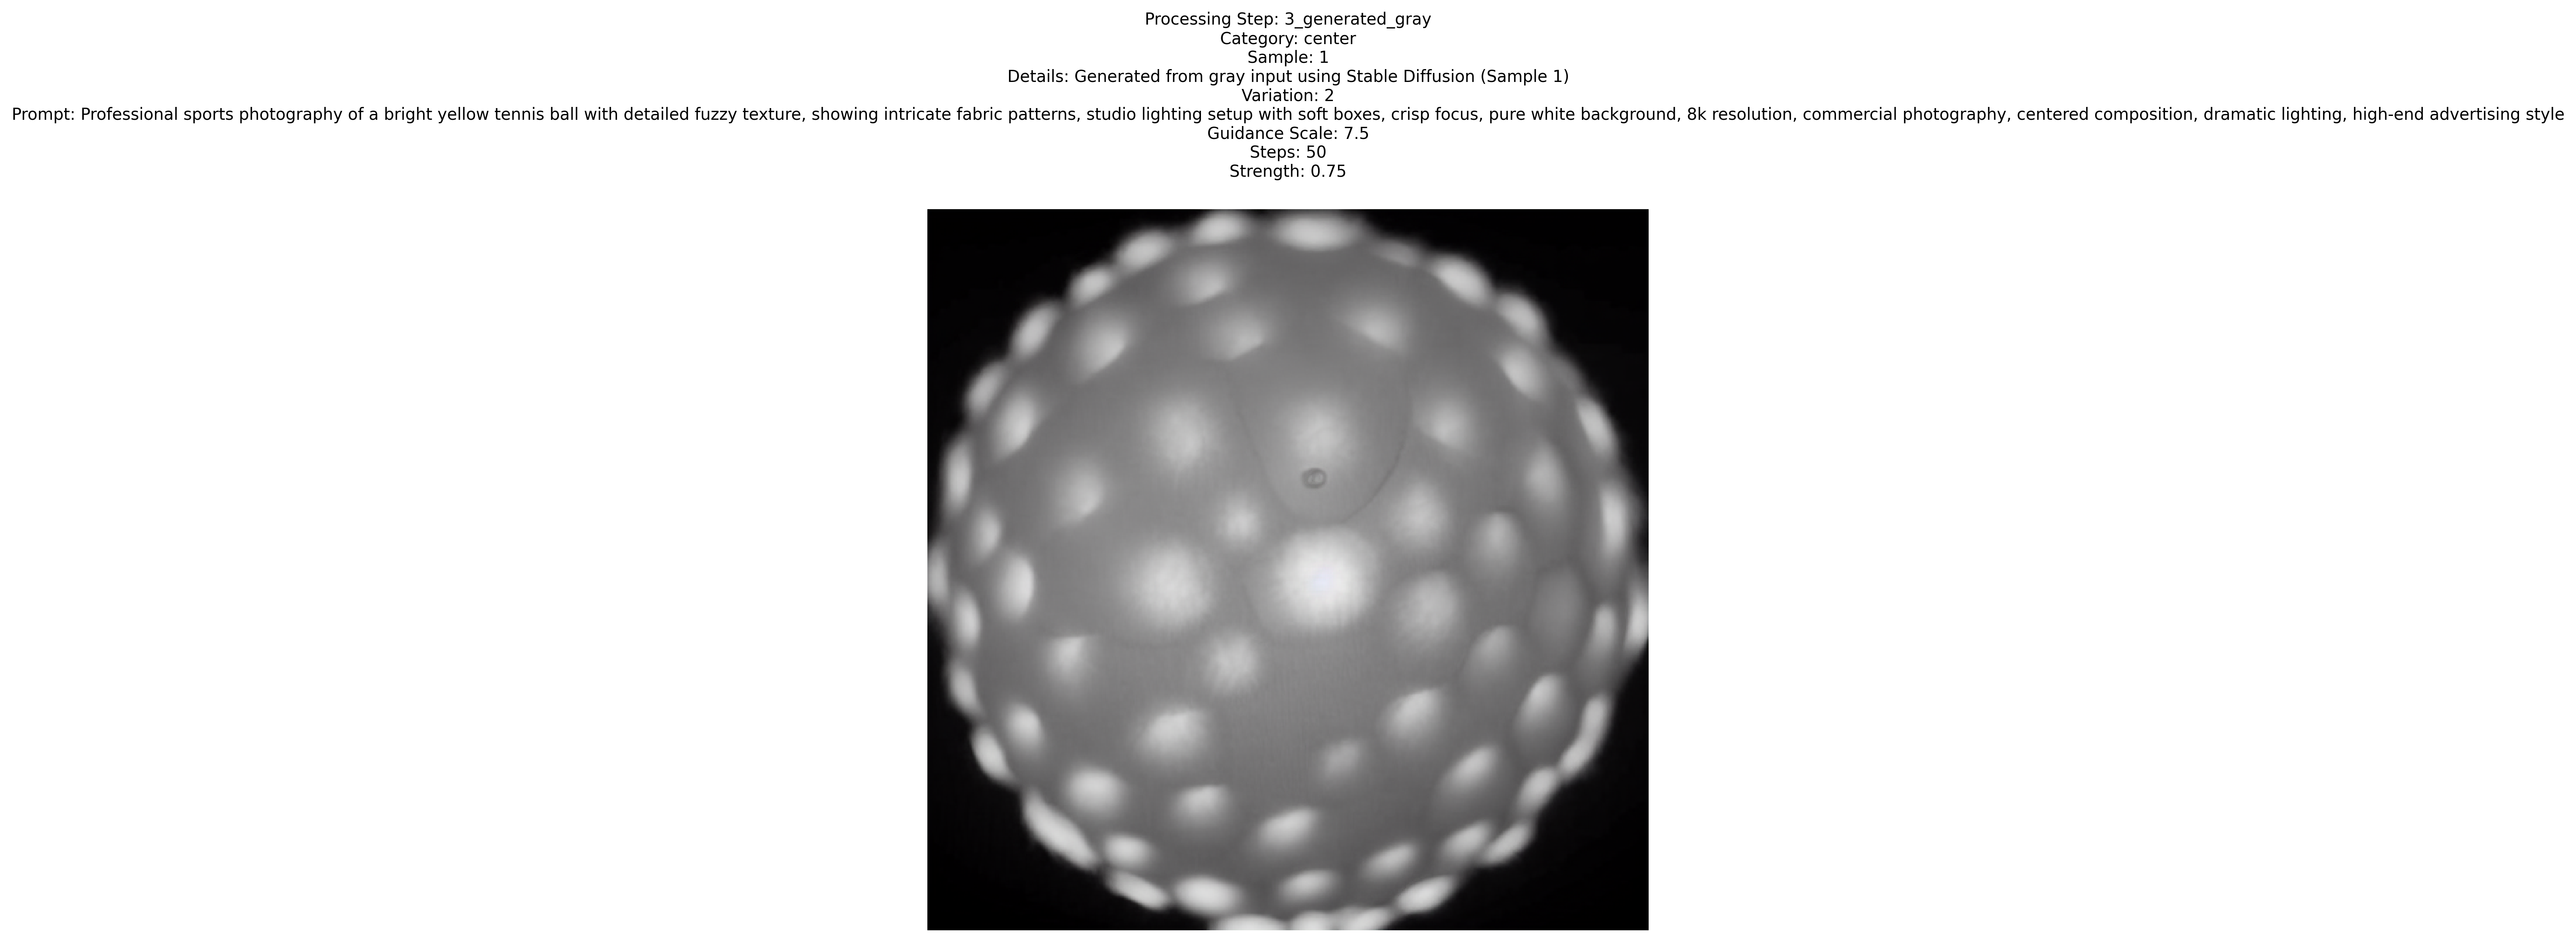 Processing Step: 3_generated_gray
Category: center
Sample: 1
Details: Generated from gray input using Stable Diffusion (Sample 1)
Variation: 2
Prompt: Professional sports photography of a bright yellow tennis ball with detailed fuzzy texture, showing intricate fabric patterns, studio lighting setup with soft boxes, crisp focus, pure white background, 8k resolution, commercial photography, centered composition, dramatic lighting, high-end advertising style
Guidance Scale: 7.5
Steps: 50
Strength: 0.75